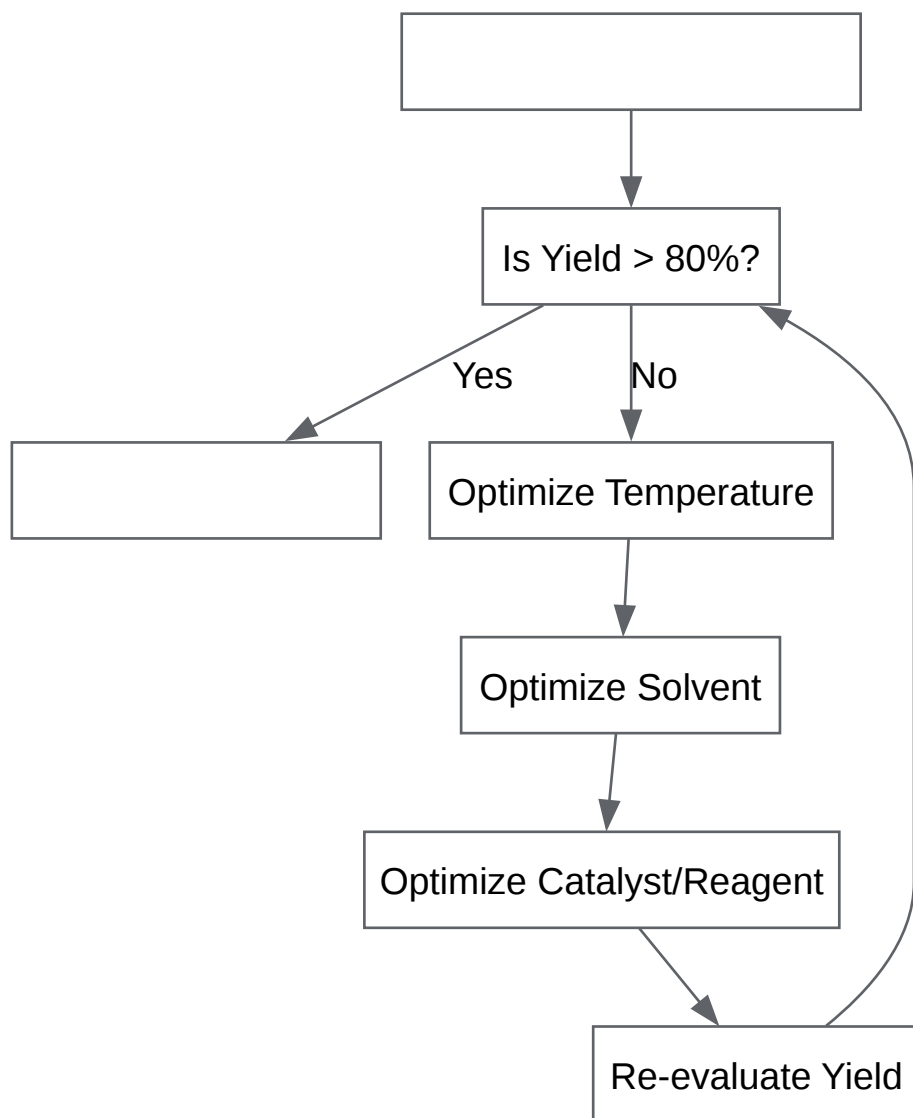 Is Yield > 80%?
Yes
No
Optimize Temperature
Optimize Solvent
Optimize Catalyst/Reagent
Re-evaluate Yield